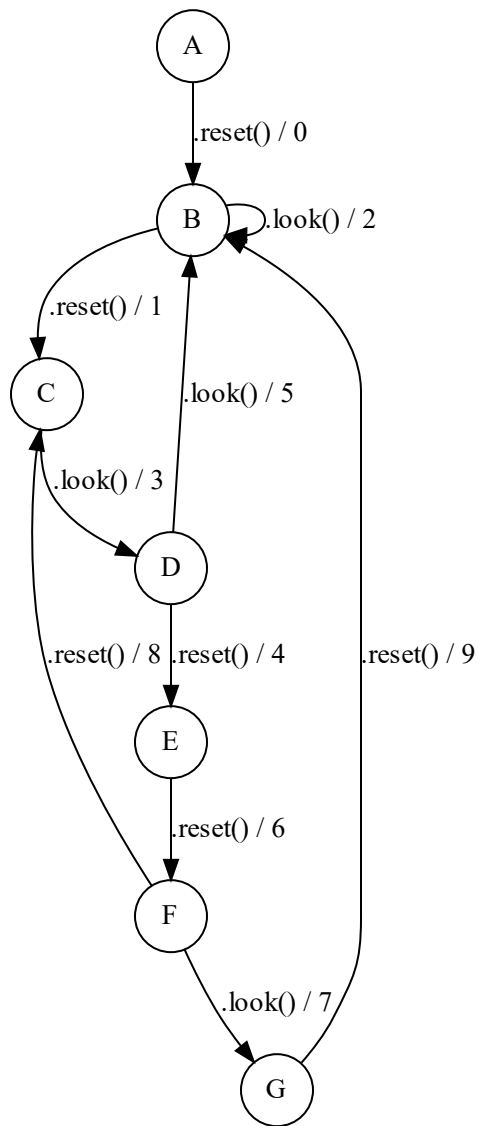 A
.reset() / 0
B
.look() / 2
.reset() / 1
C
.look() / 5
.look() / 3
D
.reset() / 8
.reset() / 4
.reset() / 9
E
.reset() / 6
F
.look() / 7
G